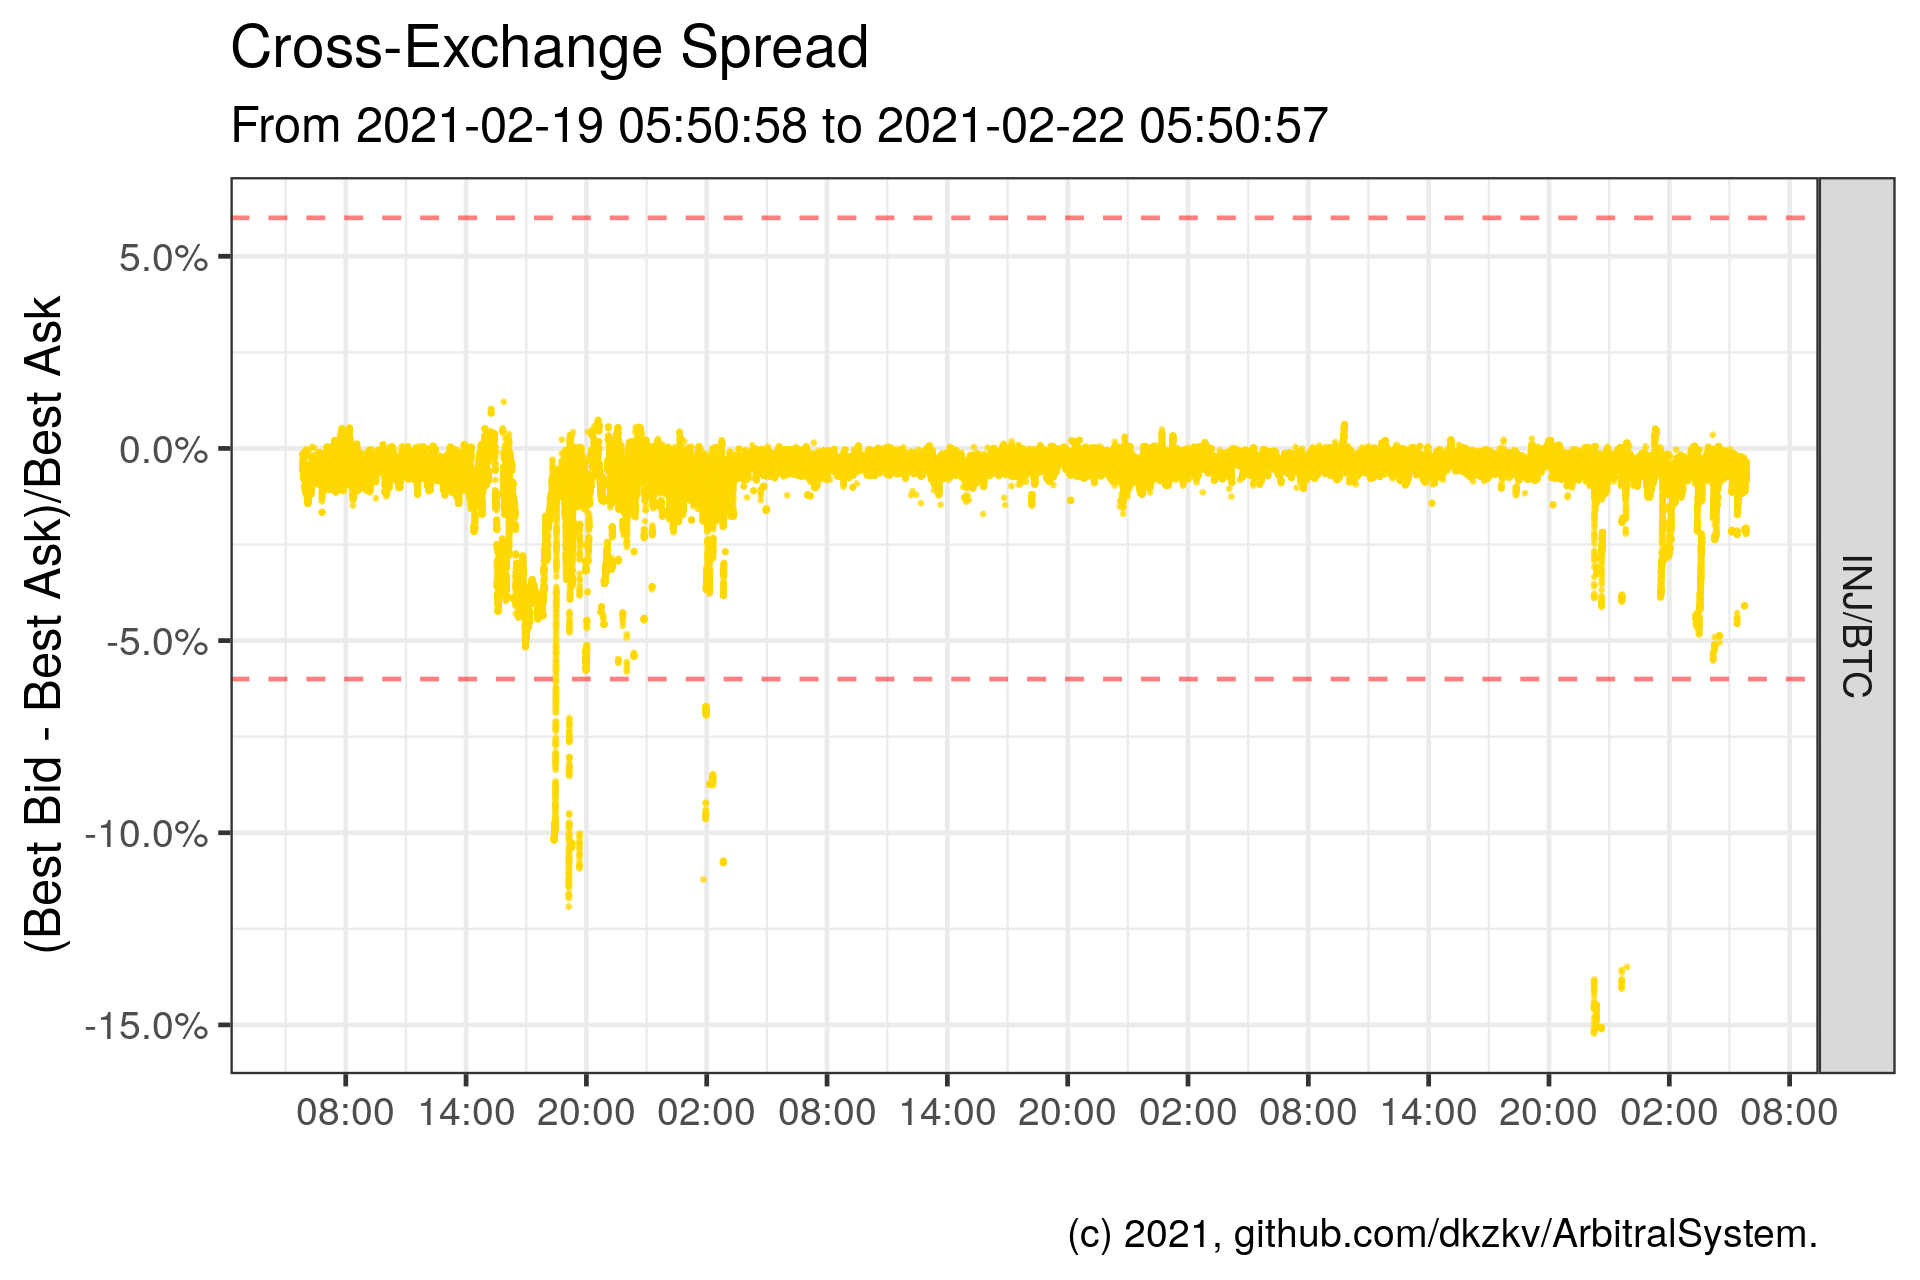 Cross-Exchange Spread
From 2021-02-19 05:50:58 to 2021-02-22 05:50:57
(Best Bid - Best Ask)/Best Ask
5.0%
0.0%
-5.0%
-10.0%
-15.0%
INJ/BTC
08:00 14:00 20:00 02:00 08:00 14:00 20:00 02:00 08:00 14:00 20:00 02:00 08:00
(c) 2021, github.com/dkzkv/ArbitralSystem.